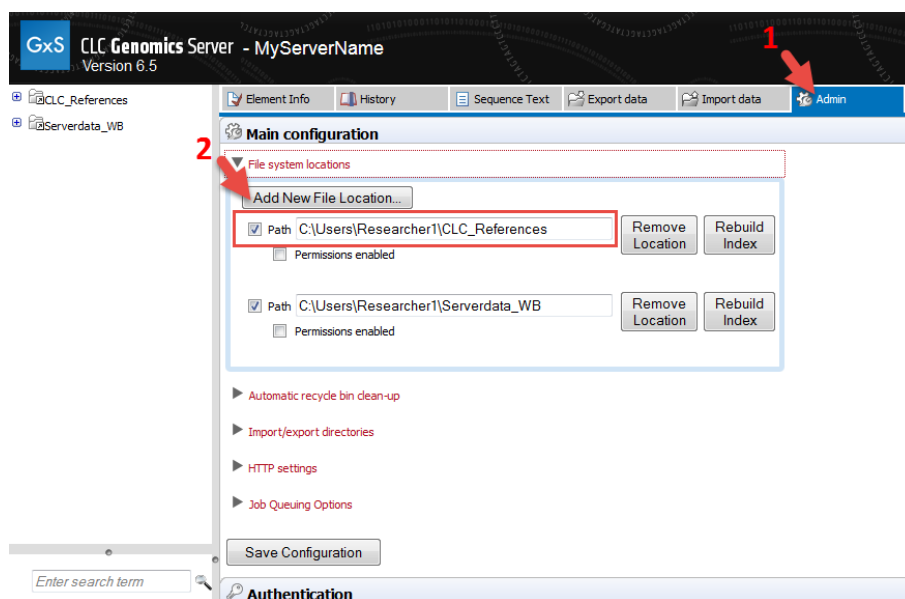 GxS CLC Genomics Server - MyServerName
Version 6.5
1
CLC_References
Serverdata_WB
Element Info History Sequence Text Export data Import data Admin
Main configuration
2
File system locations
Add New File Location...
Path C:\Users\Researcher1\CLC_References Remove Location Rebuild Index
Permissions enabled
Path C:\Users\Researcher1\Serverdata_WB Remove Location Rebuild Index
Permissions enabled
Automatic recycle bin clean-up
Import/export directories
HTTP settings
Job Queuing Options
Save Configuration
Enter search term
Authentication